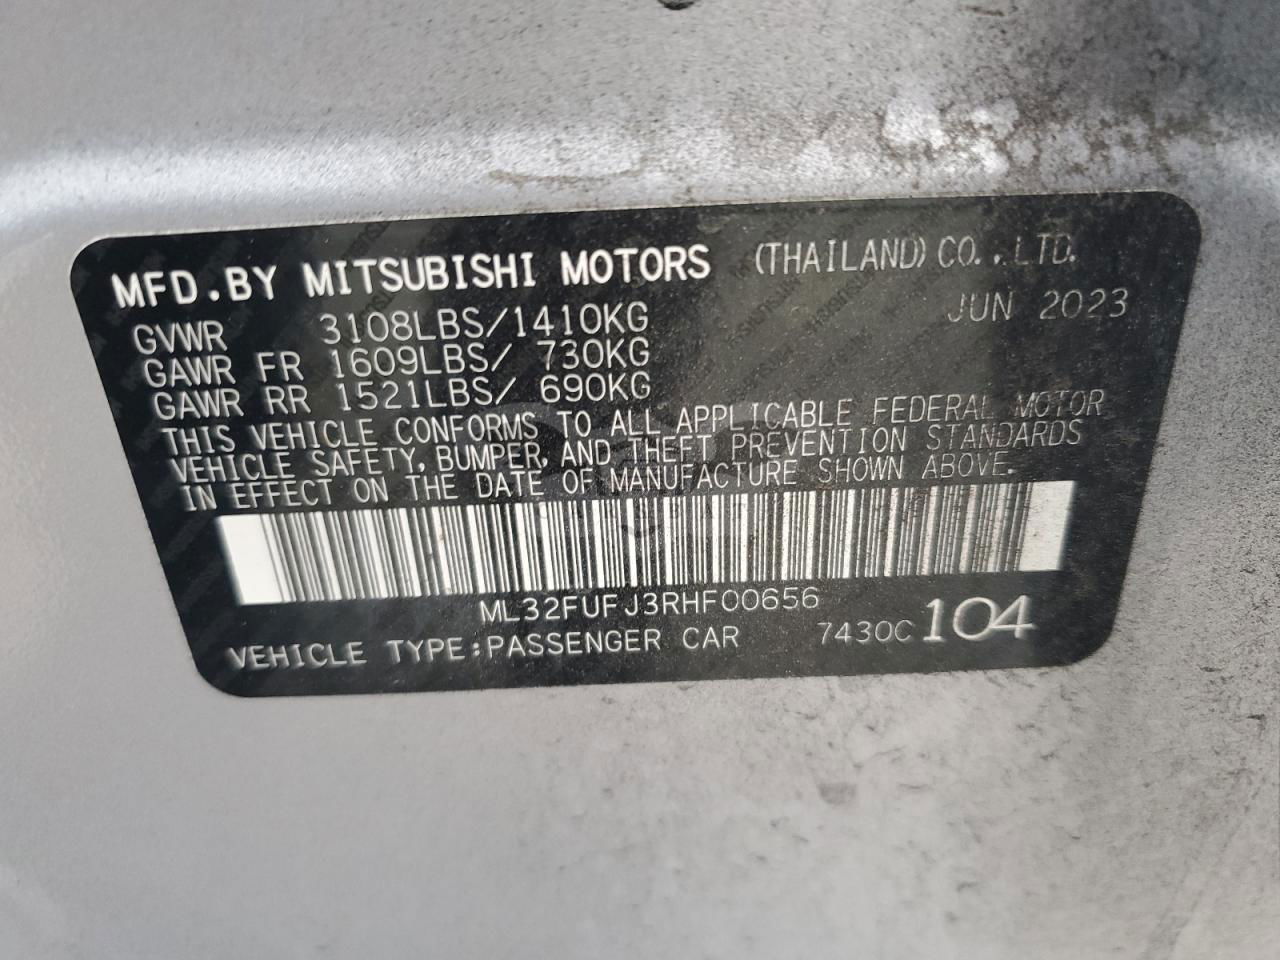 MFD.BY MITSUBISHI MOTORS (THAILAND) CO.,LTD.
JUN 2023
GVWR 3108LBS/1410KG
GAWR FR 1609LBS/ 730KG
GAWR RR 1521LBS/ 690KG
THIS VEHICLE CONFORMS TO ALL APPLICABLE FEDERAL MOTOR
VEHICLE SAFETY, BUMPER, AND THEFT PREVENTION STANDARDS
IN EFFECT ON THE DATE OF MANUFACTURE SHOWN ABOVE.
ML32FUFJ3RHF00656
VEHICLE TYPE:PASSENGER CAR 7430C 104